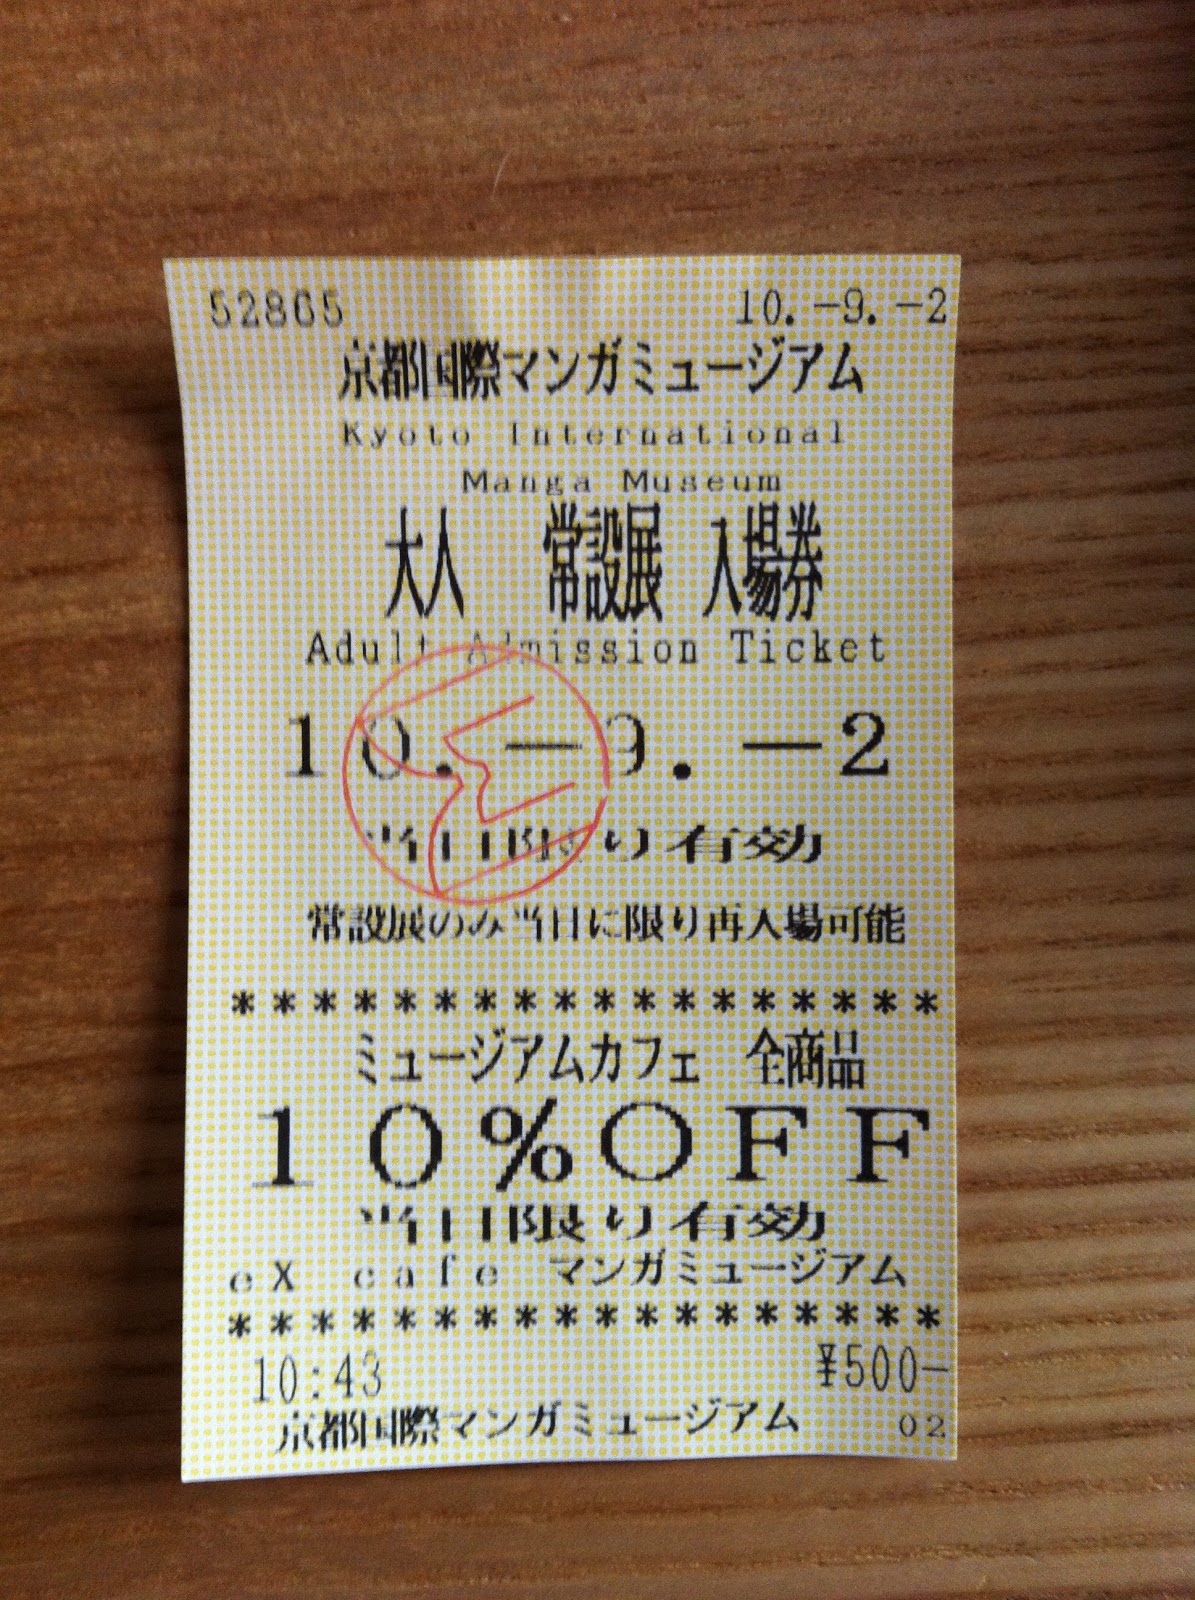 52865 10.-9.-2
京都国際マンガミュージアム
Kyoto International
Manga Museum
大人 常設展 入場券
Adult Admission Ticket
10.-9.-2
当日限り有効
常設展のみ当日に限り再入場可能
******************
ミュージアムカフェ 全商品
10%OFF
当日限り有効
eX cafe マンガミュージアム
******************
10:43 ¥500-
京都国際マンガミュージアム 02